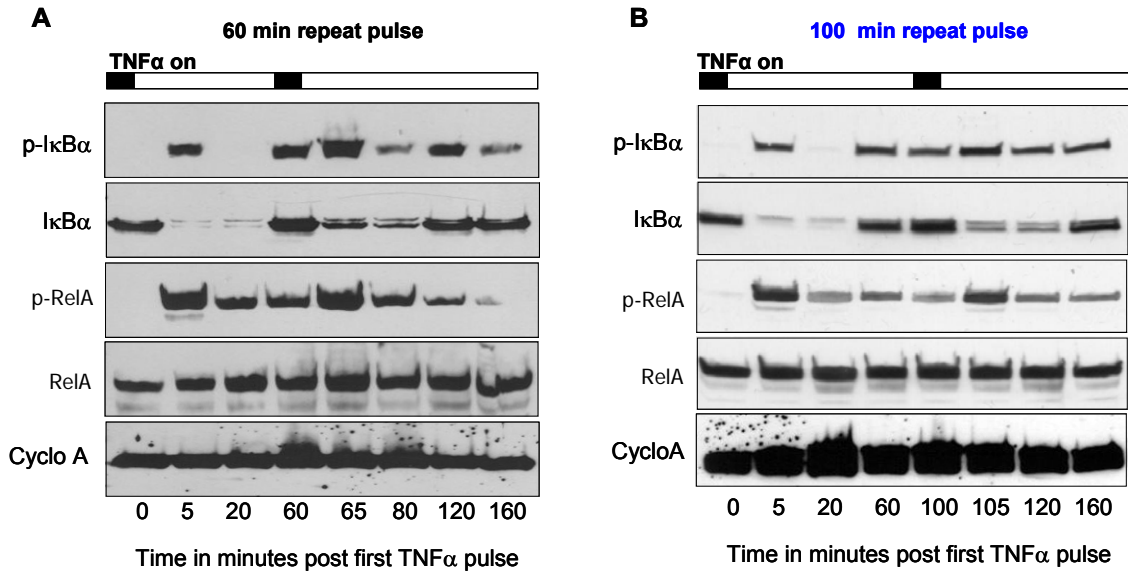 A
60 min repeat pulse
TNFα on
p-IκBα
IκBα
p-RelA
RelA
Cyclo A
0 5 20 60 65 80 120 160
Time in minutes post first TNFα pulse
B
100 min repeat pulse
TNFα on
p-IκBα
IκBα
p-RelA
RelA
CycloA
0 5 20 60 100 105 120 160
Time in minutes post first TNFα pulse